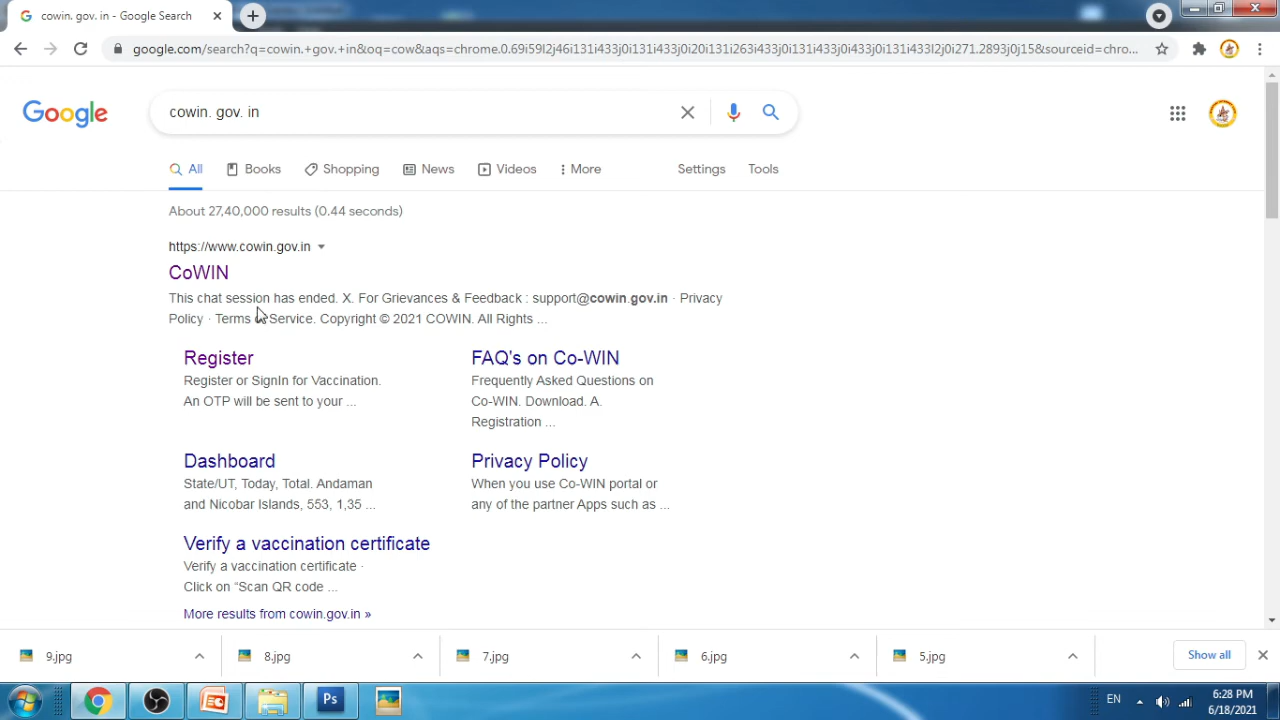 cowin. gov. in - Google Search
google.com/search?q=cowin.+gov.+in&oq=cow&aqs=chrome.0.69i59l2j46i131i433j0i131i433j0i20i131i263i433j0i131i433j0i433j0i131i433l2j0i271.2893j0j15&sourceid=chro...
Google
cowin. gov. in
All
Books
Shopping
News
Videos
More
Settings
Tools
About 27,40,000 results (0.44 seconds)
https://www.cowin.gov.in
CoWIN
This chat session has ended. X. For Grievances & Feedback : support@cowin.gov.in · Privacy
Policy · Terms of Service. Copyright © 2021 COWIN. All Rights ...
Register
Register or SignIn for Vaccination.
An OTP will be sent to your ...
FAQ's on Co-WIN
Frequently Asked Questions on
Co-WIN. Download. A.
Registration ...
Dashboard
State/UT, Today, Total. Andaman
and Nicobar Islands, 553, 1,35 ...
Privacy Policy
When you use Co-WIN portal or
any of the partner Apps such as ...
Verify a vaccination certificate
Verify a vaccination certificate ·
Click on “Scan QR code ...
More results from cowin.gov.in »
9.jpg
8.jpg
7.jpg
6.jpg
5.jpg
Show all
Ps
EN
6:28 PM
6/18/2021